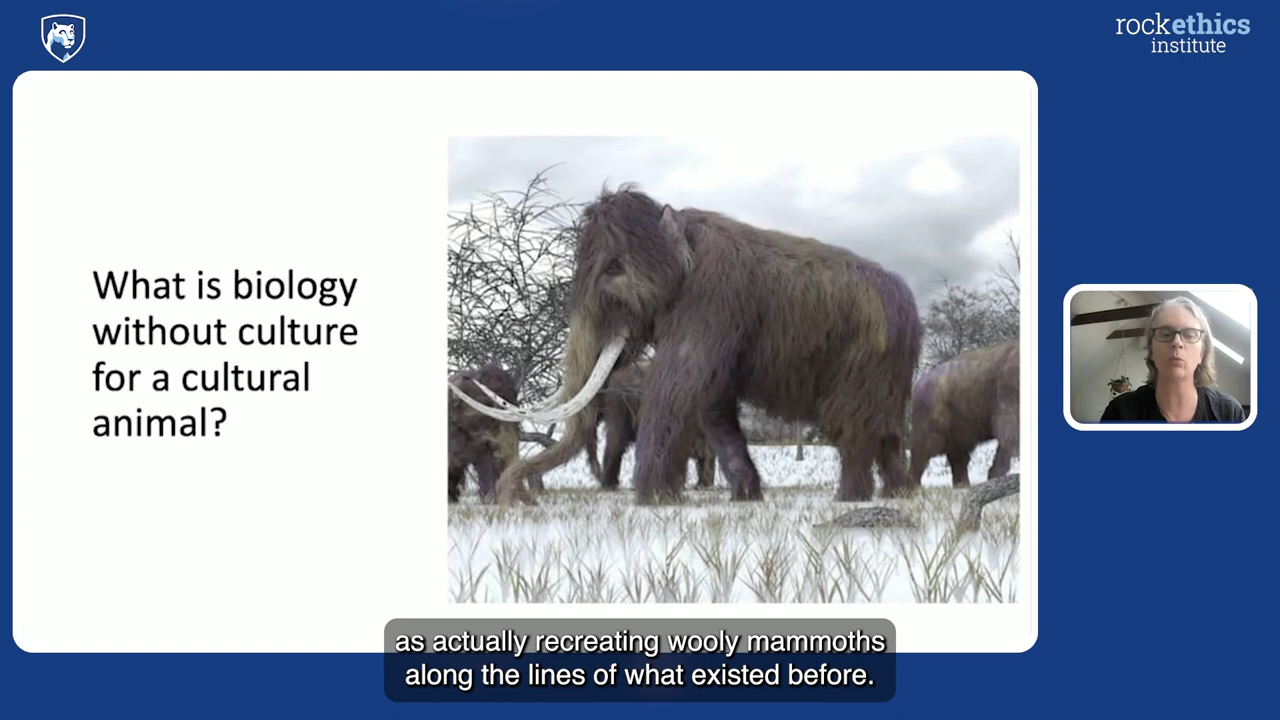 rockethics
institute
What is biology
without culture
for a cultural
animal?
as actually recreating wooly mammoths
along the lines of what existed before.